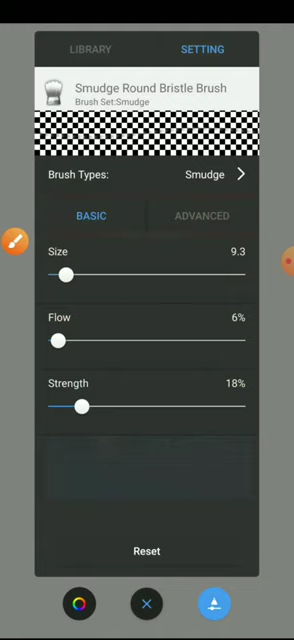 LIBRARY SETTING
Smudge Round Bristle Brush
Brush Set:Smudge
Brush Types: Smudge
BASIC ADVANCED
Size 9.3
Flow 6%
Strength 18%
Reset